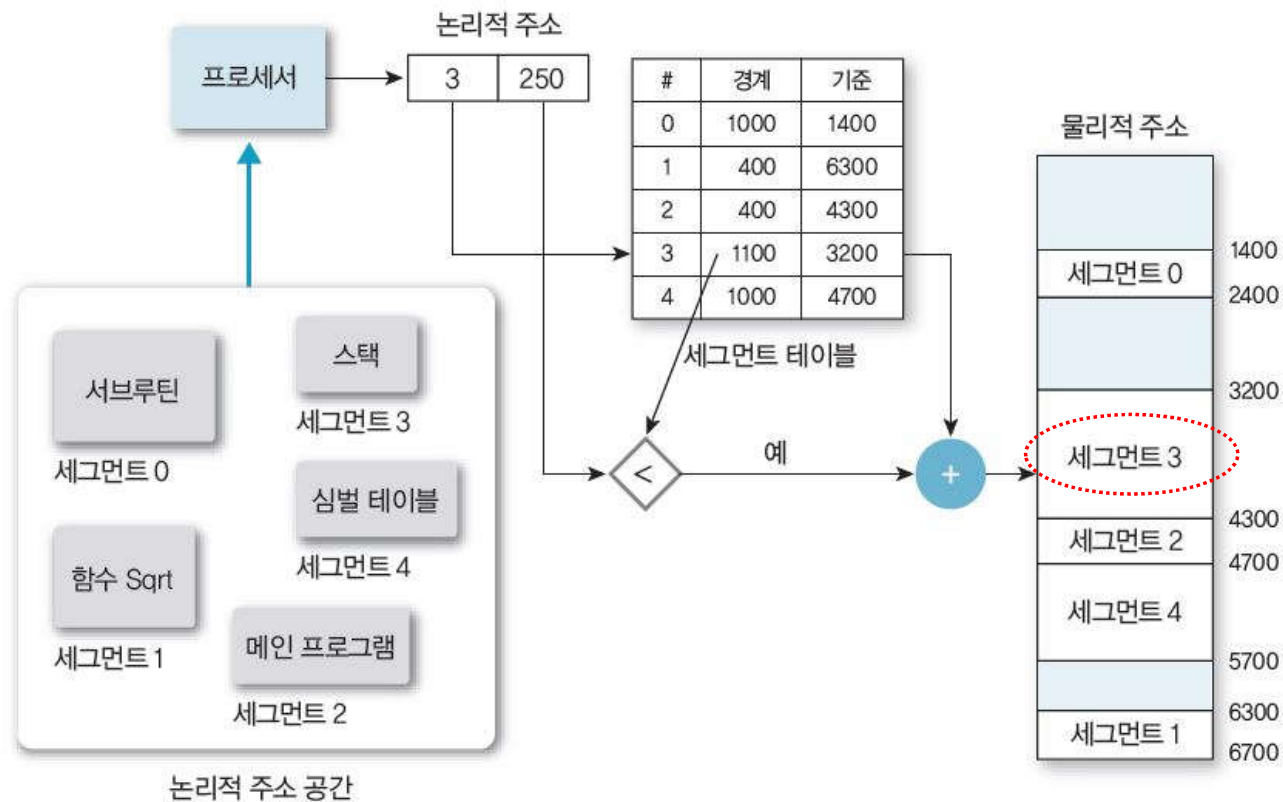 논리적 주소
프로세서
3 250
# 경계 기준
0 1000 1400
1 400 6300
2 400 4300
3 1100 3200
4 1000 4700
세그먼트 테이블
물리적 주소
1400
세그먼트 0
2400
3200
세그먼트 3
4300
세그먼트 2
4700
세그먼트 4
5700
6300
세그먼트 1
6700
<
예
+
서브루틴
세그먼트 0
스택
세그먼트 3
심벌 테이블
세그먼트 4
함수 Sqrt
세그먼트 1
메인 프로그램
세그먼트 2
논리적 주소 공간